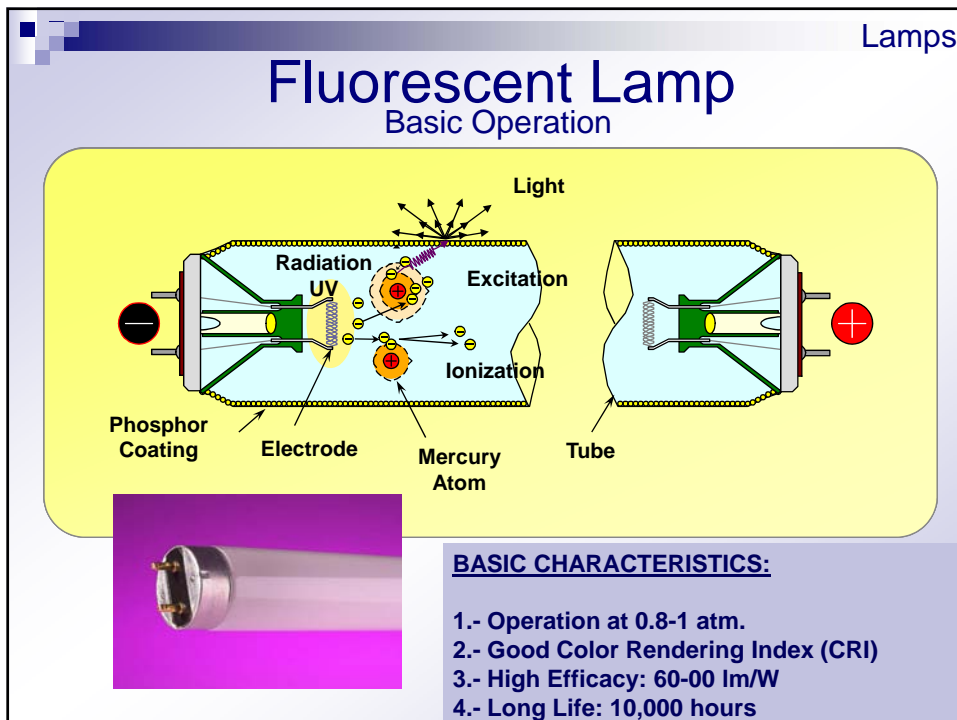 Lamps
Fluorescent Lamp
Basic Operation
Light
Radiation
UV
Excitation
Ionization
Phosphor
Coating
Electrode
Mercury
Atom
Tube
BASIC CHARACTERISTICS:
1.- Operation at 0.8-1 atm.
2.- Good Color Rendering Index (CRI)
3.- High Efficacy: 60-00 lm/W
4.- Long Life: 10,000 hours